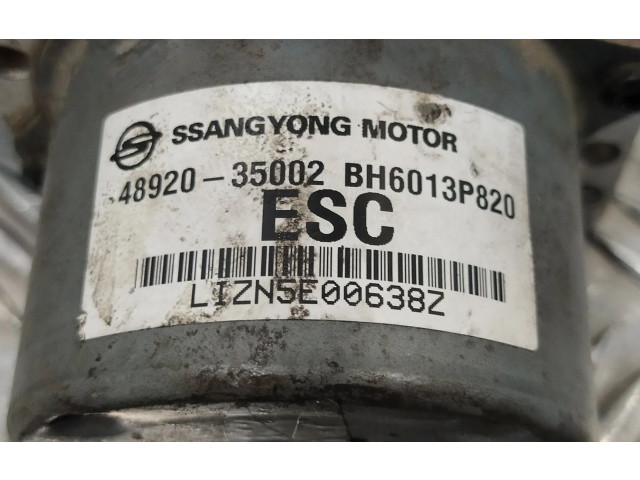 SSANGYONG MOTOR
48920-35002 BH6013P820
ESC
LIZN5E00638Z